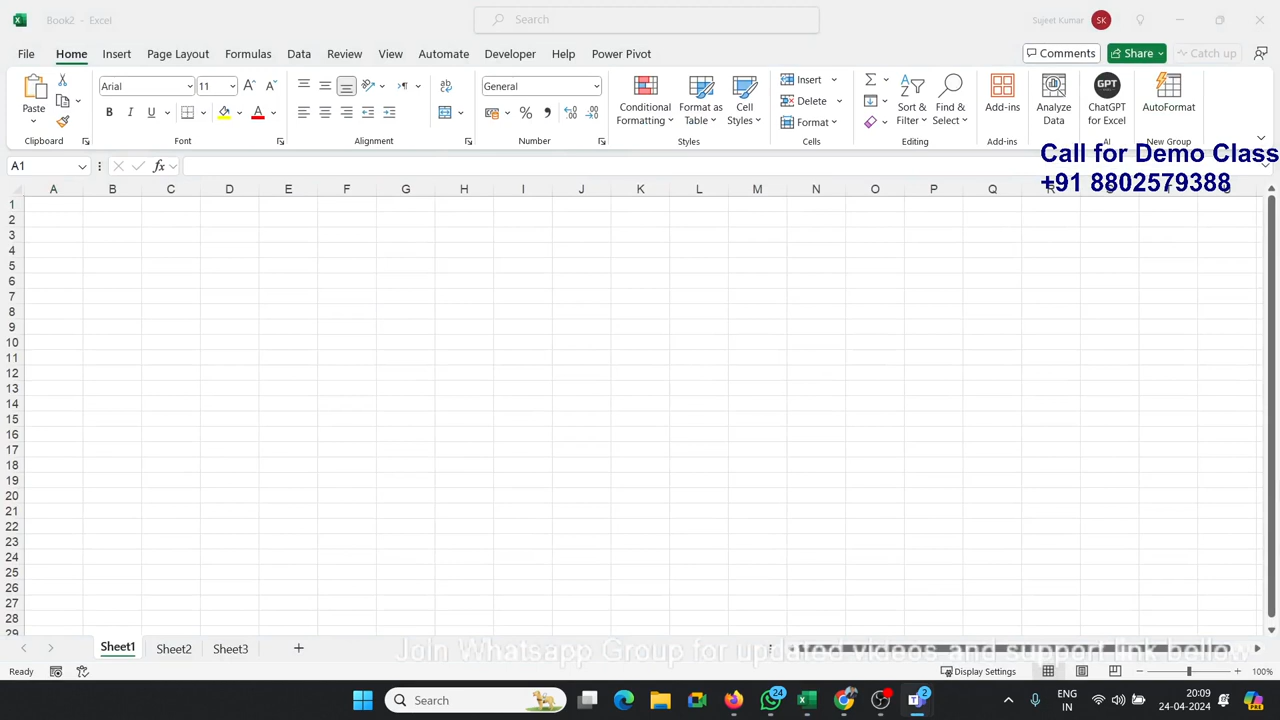 Book2 - Excel
Search
Sujeet Kumar
SK
File
Home
Insert
Page Layout
Formulas
Data
Review
View
Automate
Developer
Help
Power Pivot
Comments
Share
Catch up
Paste
Clipboard
Arial
11
B I U
Font
Alignment
General
Number
Conditional Formatting
Format as Table
Cell Styles
Styles
Insert
Delete
Format
Cells
Sort & Filter
Find & Select
Editing
Add-ins
Add-ins
Analyze Data
GPT
ChatGPT for Excel
AI
AutoFormat
New Group
Call for Demo Class
+91 8802579388
A1
fx
A B C D E F G H I J K L M N O P Q R
1
2
3
4
5
6
7
8
9
10
11
12
13
14
15
16
17
18
19
20
21
22
23
24
25
26
27
28
29
Sheet1
Sheet2
Sheet3
Join Whatsapp Group for updated videos and support link bello...
Ready
Display Settings
100%
Search
24
2
ENG
IN
20:09
24-04-2024